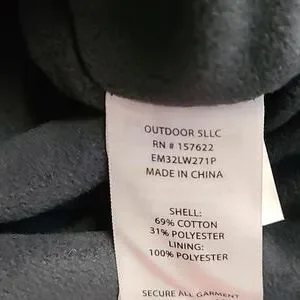 OUTDOOR SLLC
RN # 157622
EM32LW271P
MADE IN CHINA
SHELL:
69% COTTON
31% POLYESTER
LINING:
100% POLYESTER
SECURE ALL GARMENT